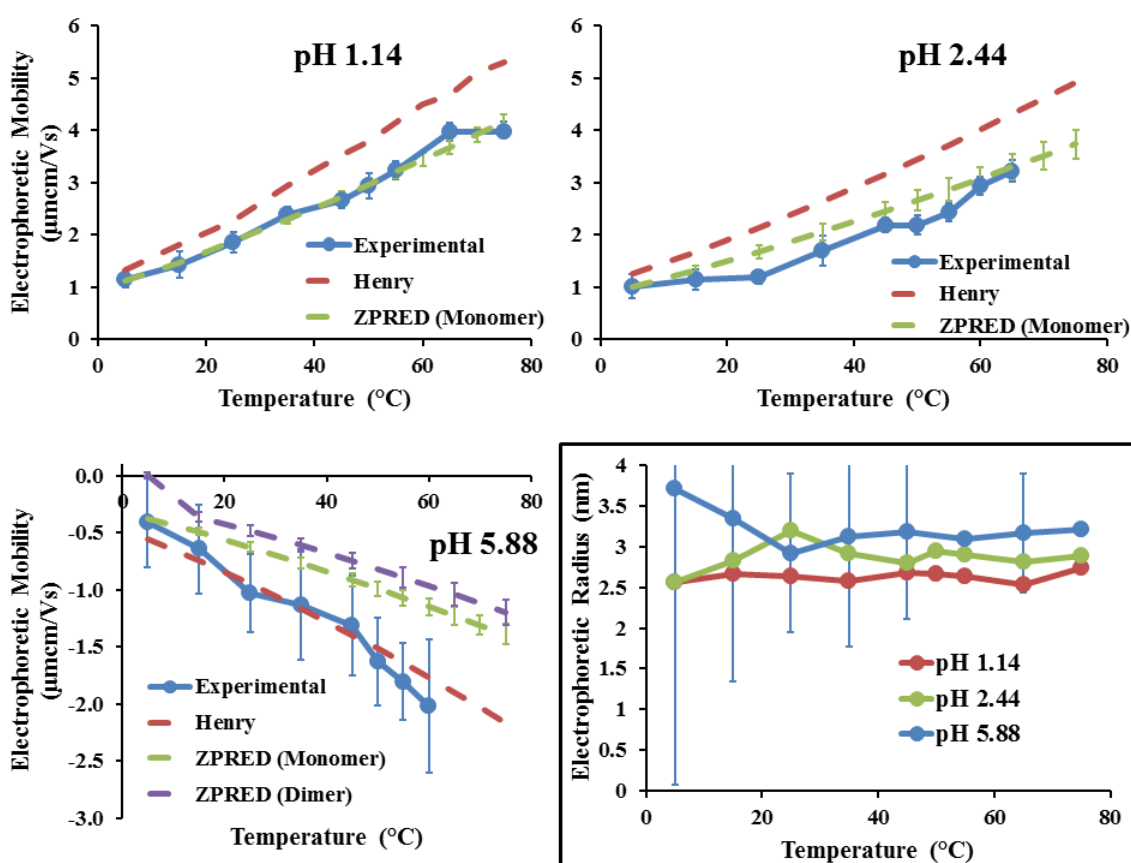 Electrophoretic Mobility
(µmcm/Vs)
6
5
4
3
2
1
0
pH 1.14
Experimental
Henry
ZPRED (Monomer)
0 20 40 60 80
Temperature (°C)
6
5
4
3
2
1
0
pH 2.44
Experimental
Henry
ZPRED (Monomer)
0 20 40 60 80
Temperature (°C)
Electrophoretic Mobility
(µmcm/Vs)
0.0
-0.5
-1.0
-1.5
-2.0
-2.5
-3.0
0 20 40 60 80
pH 5.88
Experimental
Henry
ZPRED (Monomer)
ZPRED (Dimer)
Temperature (°C)
Electrophoretic Radius (nm)
4
3.5
3
2.5
2
1.5
1
0.5
0
pH 1.14
pH 2.44
pH 5.88
0 20 40 60 80
Temperature (°C)